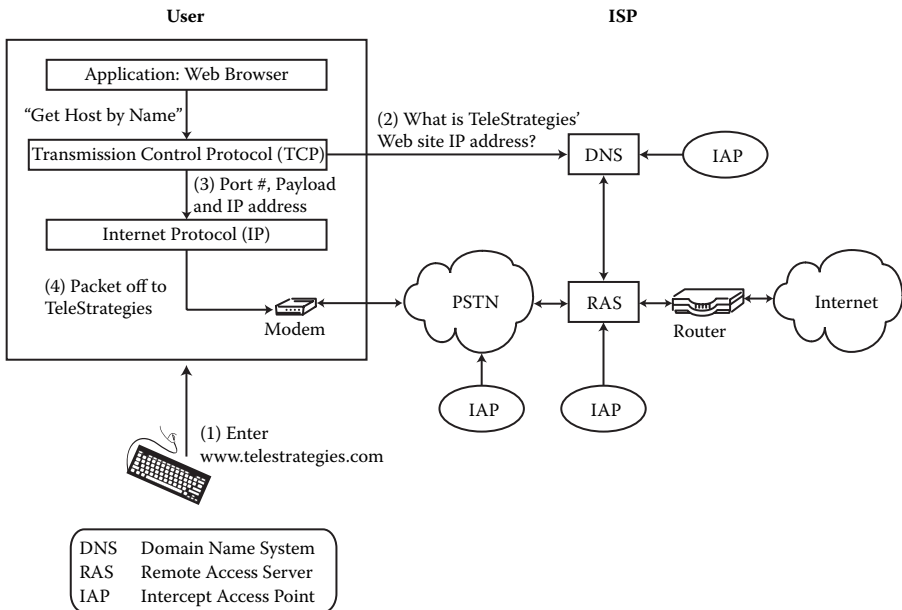 User
ISP
Application: Web Browser
“Get Host by Name”
(2) What is TeleStrategies’
Web site IP address?
Transmission Control Protocol (TCP)
DNS
IAP
(3) Port #, Payload
and IP address
Internet Protocol (IP)
(4) Packet off to
TeleStrategies
Modem
PSTN
RAS
Router
Internet
IAP
IAP
(1) Enter
www.telestrategies.com
DNS Domain Name System
RAS Remote Access Server
IAP Intercept Access Point